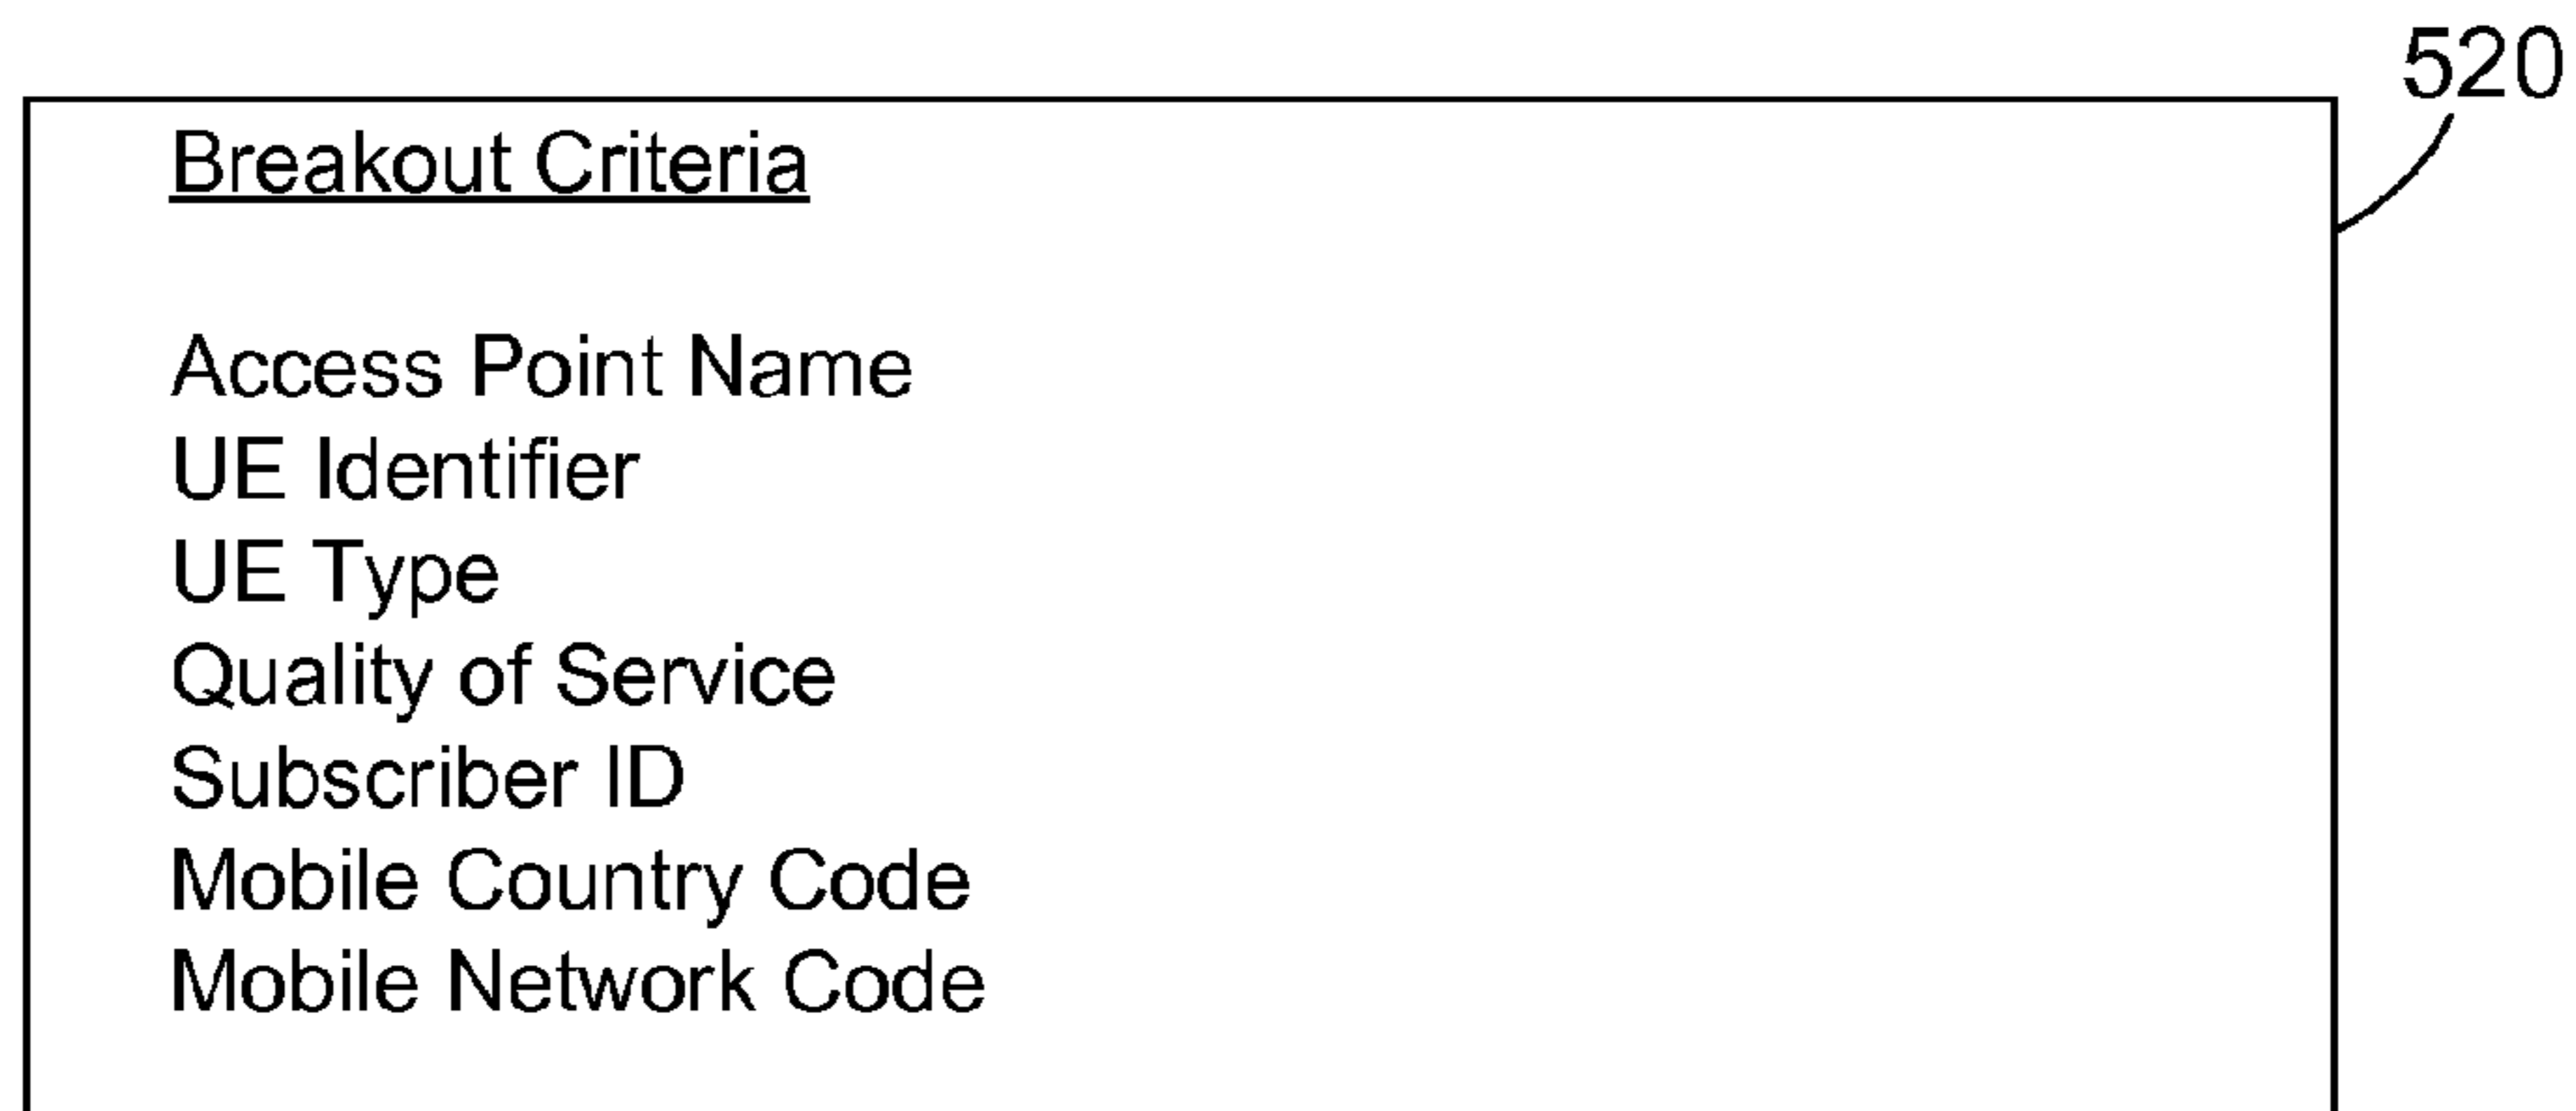 520
Breakout Criteria
Access Point Name
UE Identifier
UE Type
Quality of Service
Subscriber ID
Mobile Country Code
Mobile Network Code